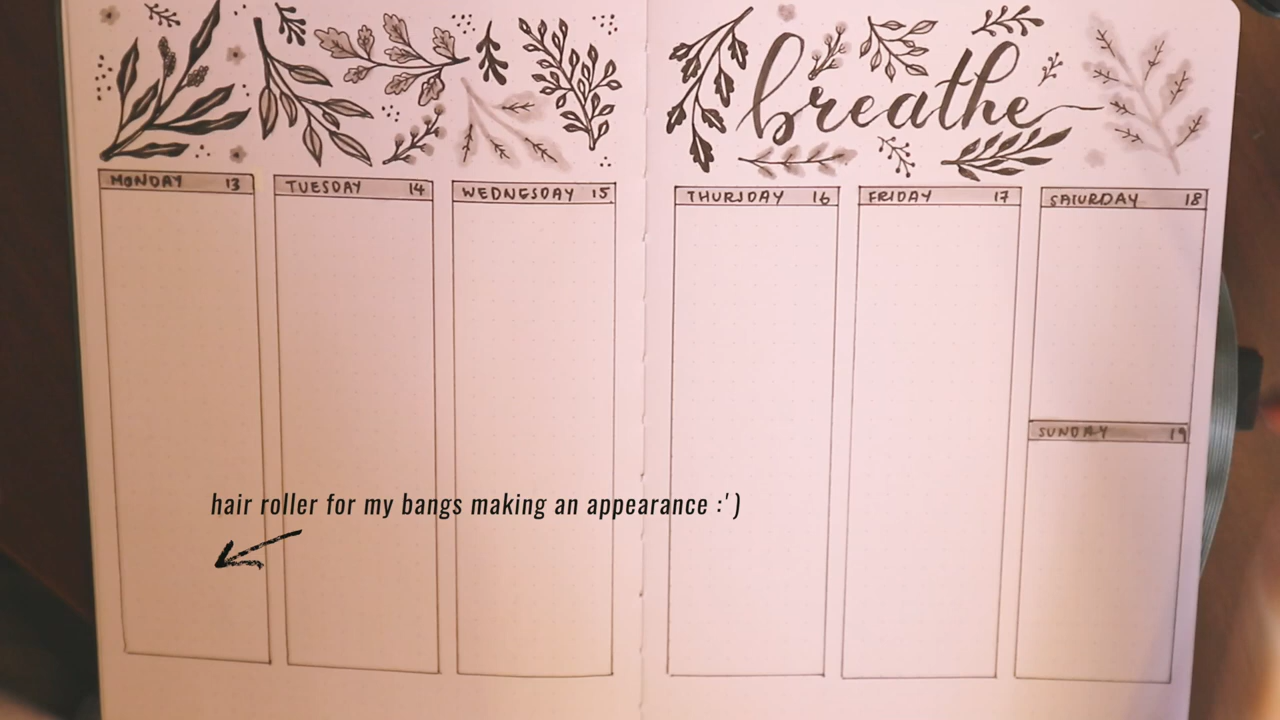 breathe
MONDAY 13
TUESDAY 14
WEDNESDAY 15
THURSDAY 16
FRIDAY 17
SATURDAY 18
SUNDAY 19
hair roller for my bangs making an appearance :')